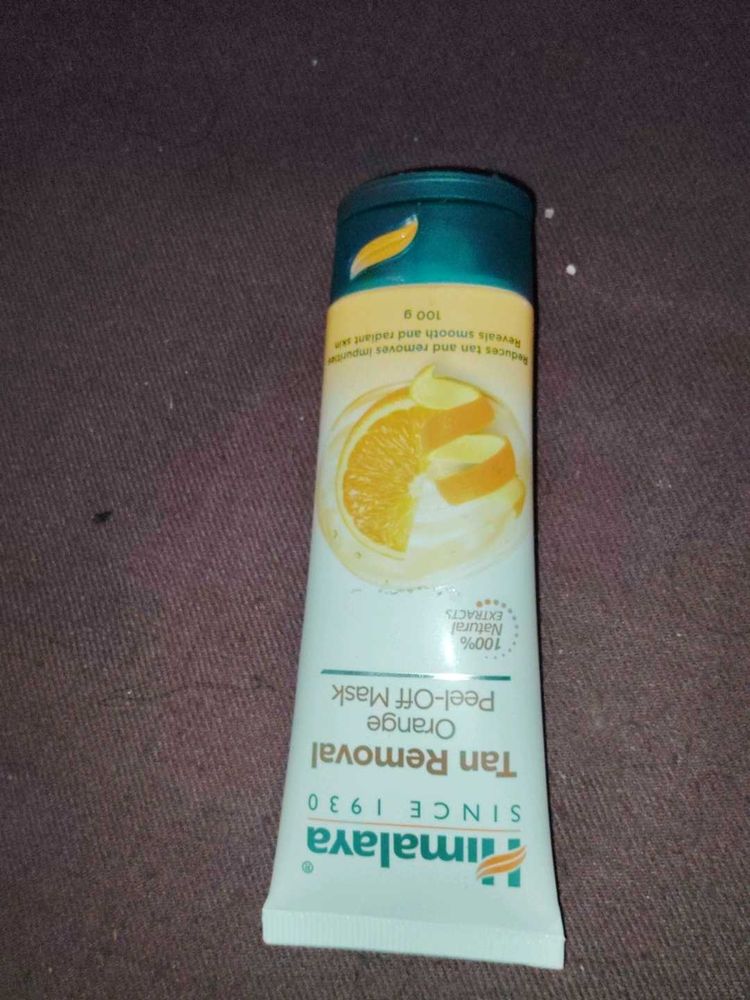 Himalaya®
SINCE 1930
Tan Removal
Orange
Peel-Off Mask
100%
Natural
EXTRACTS
Reduces tan and removes impurities
Reveals smooth and radiant skin
100 g